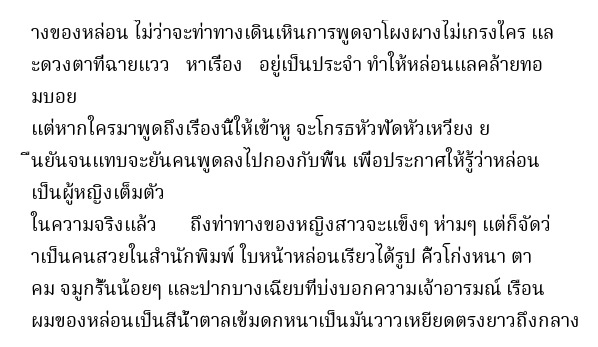 างของหล่อน ไม่ว่าจะท่าทางเดินเหินการพูดจาโผงผางไม่เกรงใคร แล
ะดวงตาที่ฉายแวว หาเรื่อง อยู่เป็นประจำ ทำให้หล่อนแลคล้ายทอ
มบอย
แต่หากใครมาพูดถึงเรื่องนี้ให้เข้าหู จะโกรธหัวฟัดหัวเหวี่ยง ย
ืนยันจนแทบจะยันคนพูดลงไปกองกับพื้น เพื่อประกาศให้รู้ว่าหล่อน
เป็นผู้หญิงเต็มตัว
ในความจริงแล้ว ถึงท่าทางของหญิงสาวจะแข็งๆ ห่ามๆ แต่ก็จัดว่
าเป็นคนสวยในสำนักพิมพ์ ใบหน้าหล่อนเรียวได้รูป คิ้วโก่งหนา ตา
คม จมูกรั้นน้อยๆ และปากบางเฉียบที่บ่งบอกความเจ้าอารมณ์ เรือน
ผมของหล่อนเป็นสีน้ำตาลเข้มดกหนาเป็นมันวาวเหยียดตรงยาวถึงกลาง